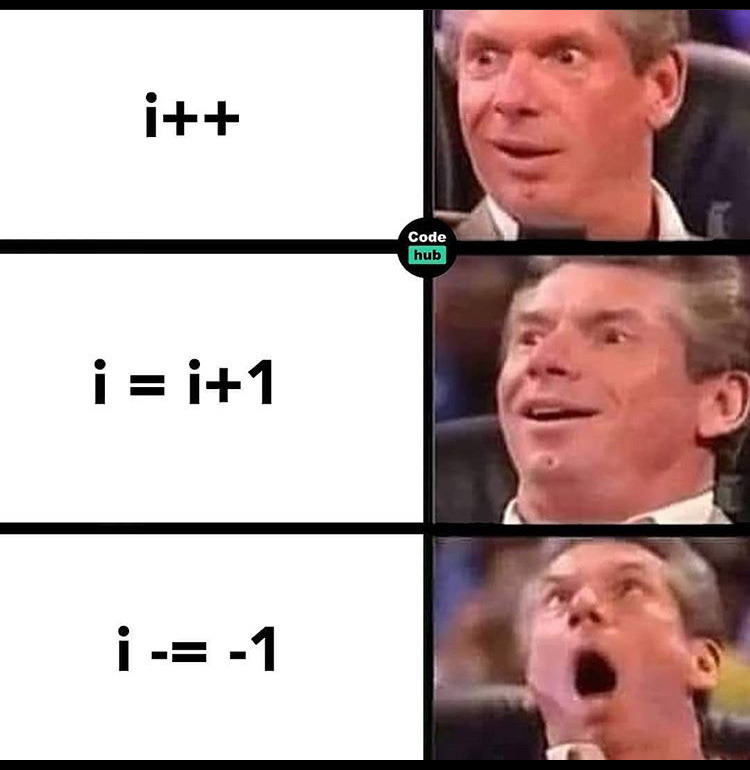 i++
Code
hub
i = i+1
i -= -1